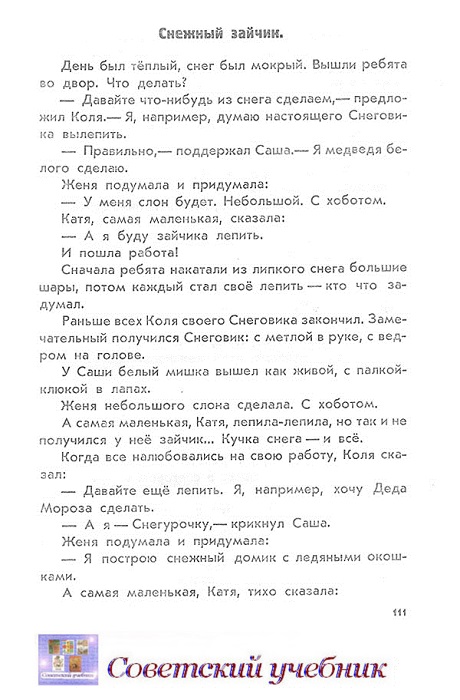 Снежный зайчик.
День был тёплый, снег был мокрый. Вышли ребята
во двор. Что делать?
— Давайте что-нибудь из снега сделаем,— предло-
жил Коля.— Я, например, думаю настоящего Снегови-
ка вылепить.
— Правильно,— поддержал Саша.— Я медведя бе-
лого сделаю.
Женя подумала и придумала:
— У меня слон будет. Небольшой. С хоботом.
Катя, самая маленькая, сказала:
— А я буду зайчика лепить.
И пошла работа!
Сначала ребята накатали из липкого снега большие
шары, потом каждый стал своё лепить — кто что за-
думал.
Раньше всех Коля своего Снеговика закончил. Заме-
чательный получился Снеговик: с метлой в руке, с вед-
ром на голове.
У Саши белый мишка вышел как живой, с палкой-
клюкой в лапах.
Женя небольшого слона сделала. С хоботом.
А самая маленькая, Катя, лепила-лепила, но так и не
получился у неё зайчик... Кучка снега — и всё.
Когда все налюбовались на свою работу, Коля ска-
зал:
— Давайте ещё лепить. Я, например, хочу Деда
Мороза сделать.
— А я — Снегурочку,— крикнул Саша.
Женя подумала и придумала:
— Я построю снежный домик с ледяными окош-
ками.
А самая маленькая, Катя, тихо сказала:
111
Советский учебник
Советский учебник